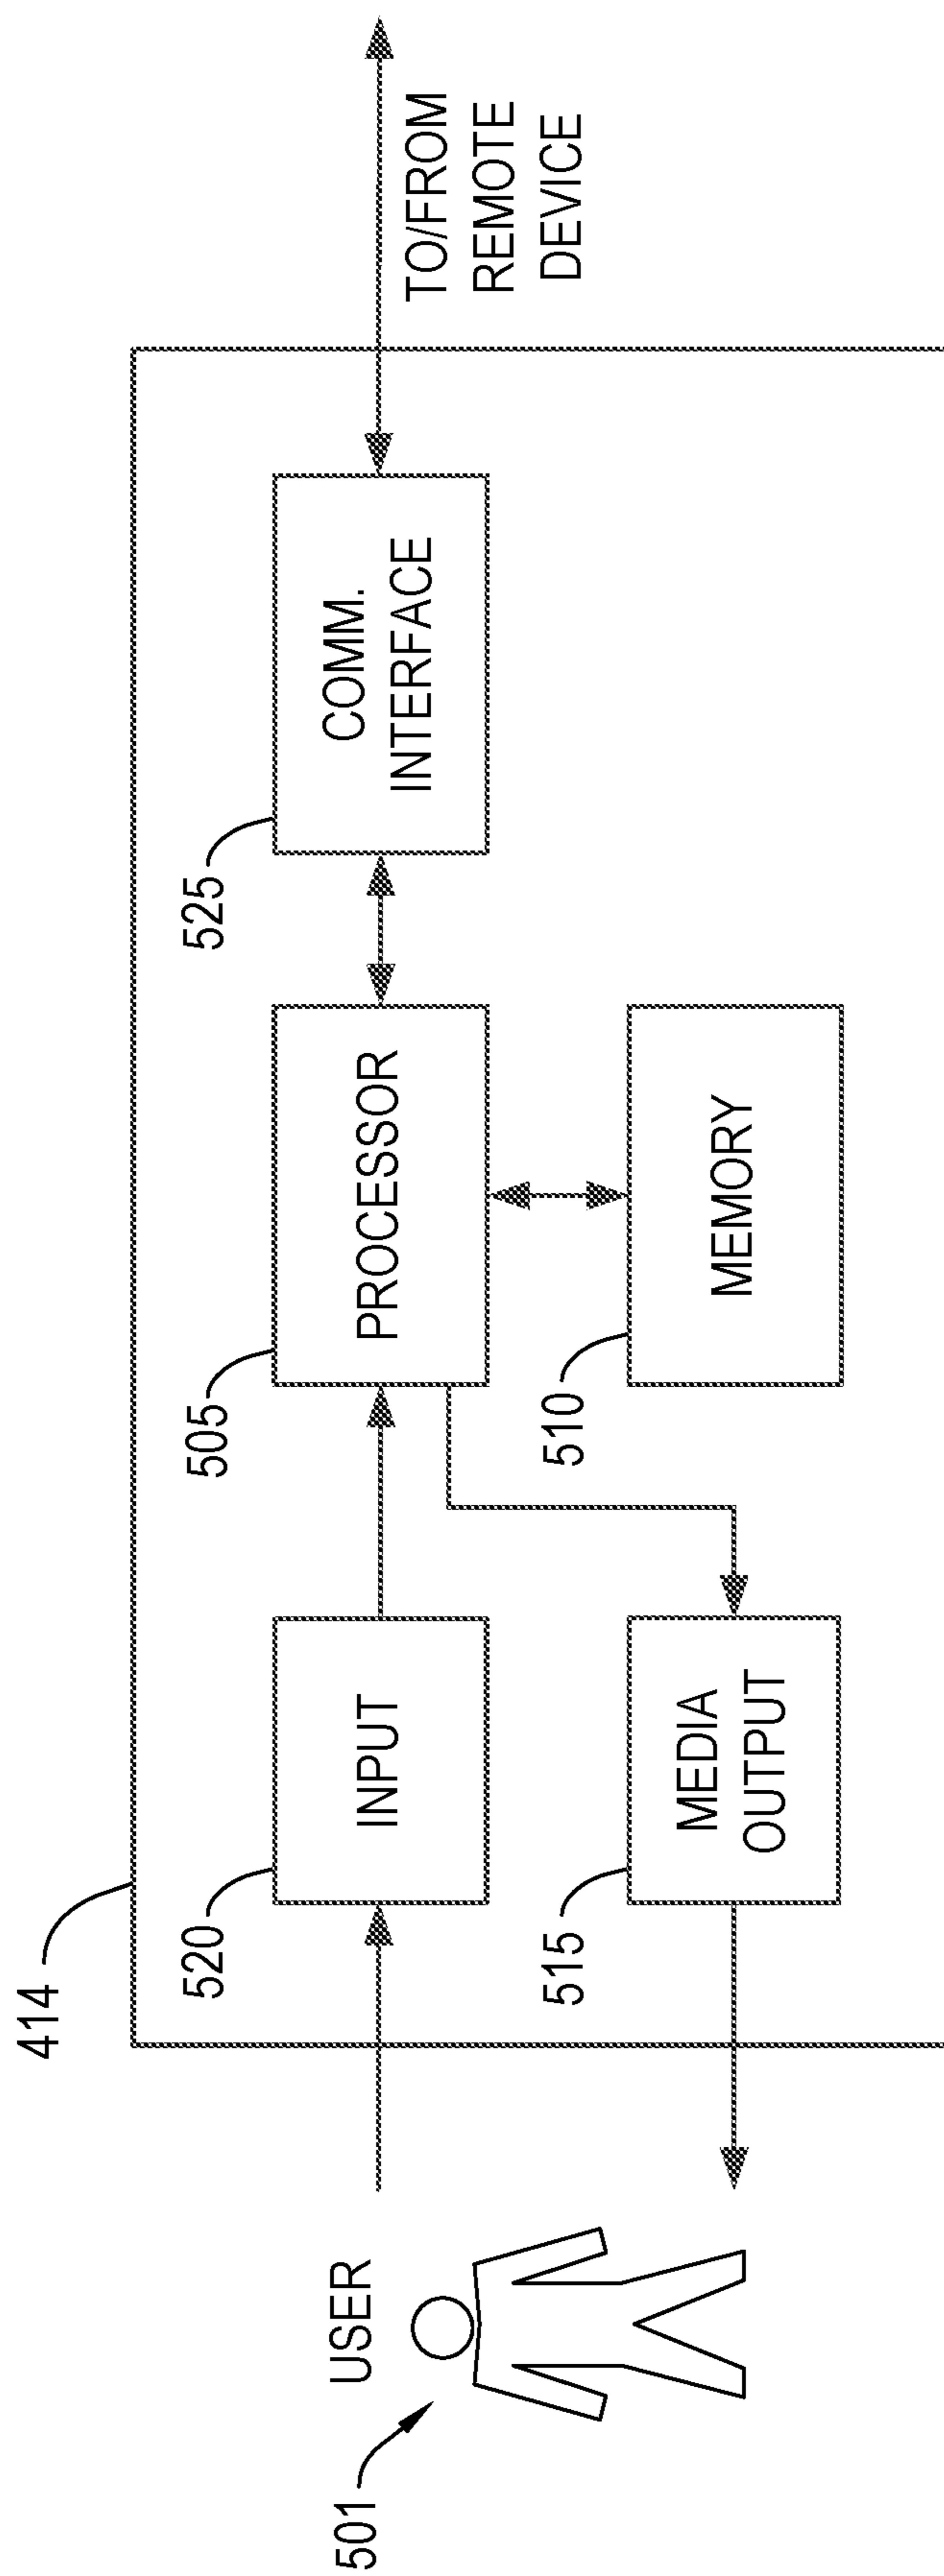 414
501
USER
520
INPUT
505
PROCESSOR
525
COMM.
INTERFACE
TO/FROM
REMOTE
DEVICE
515
MEDIA
OUTPUT
510
MEMORY